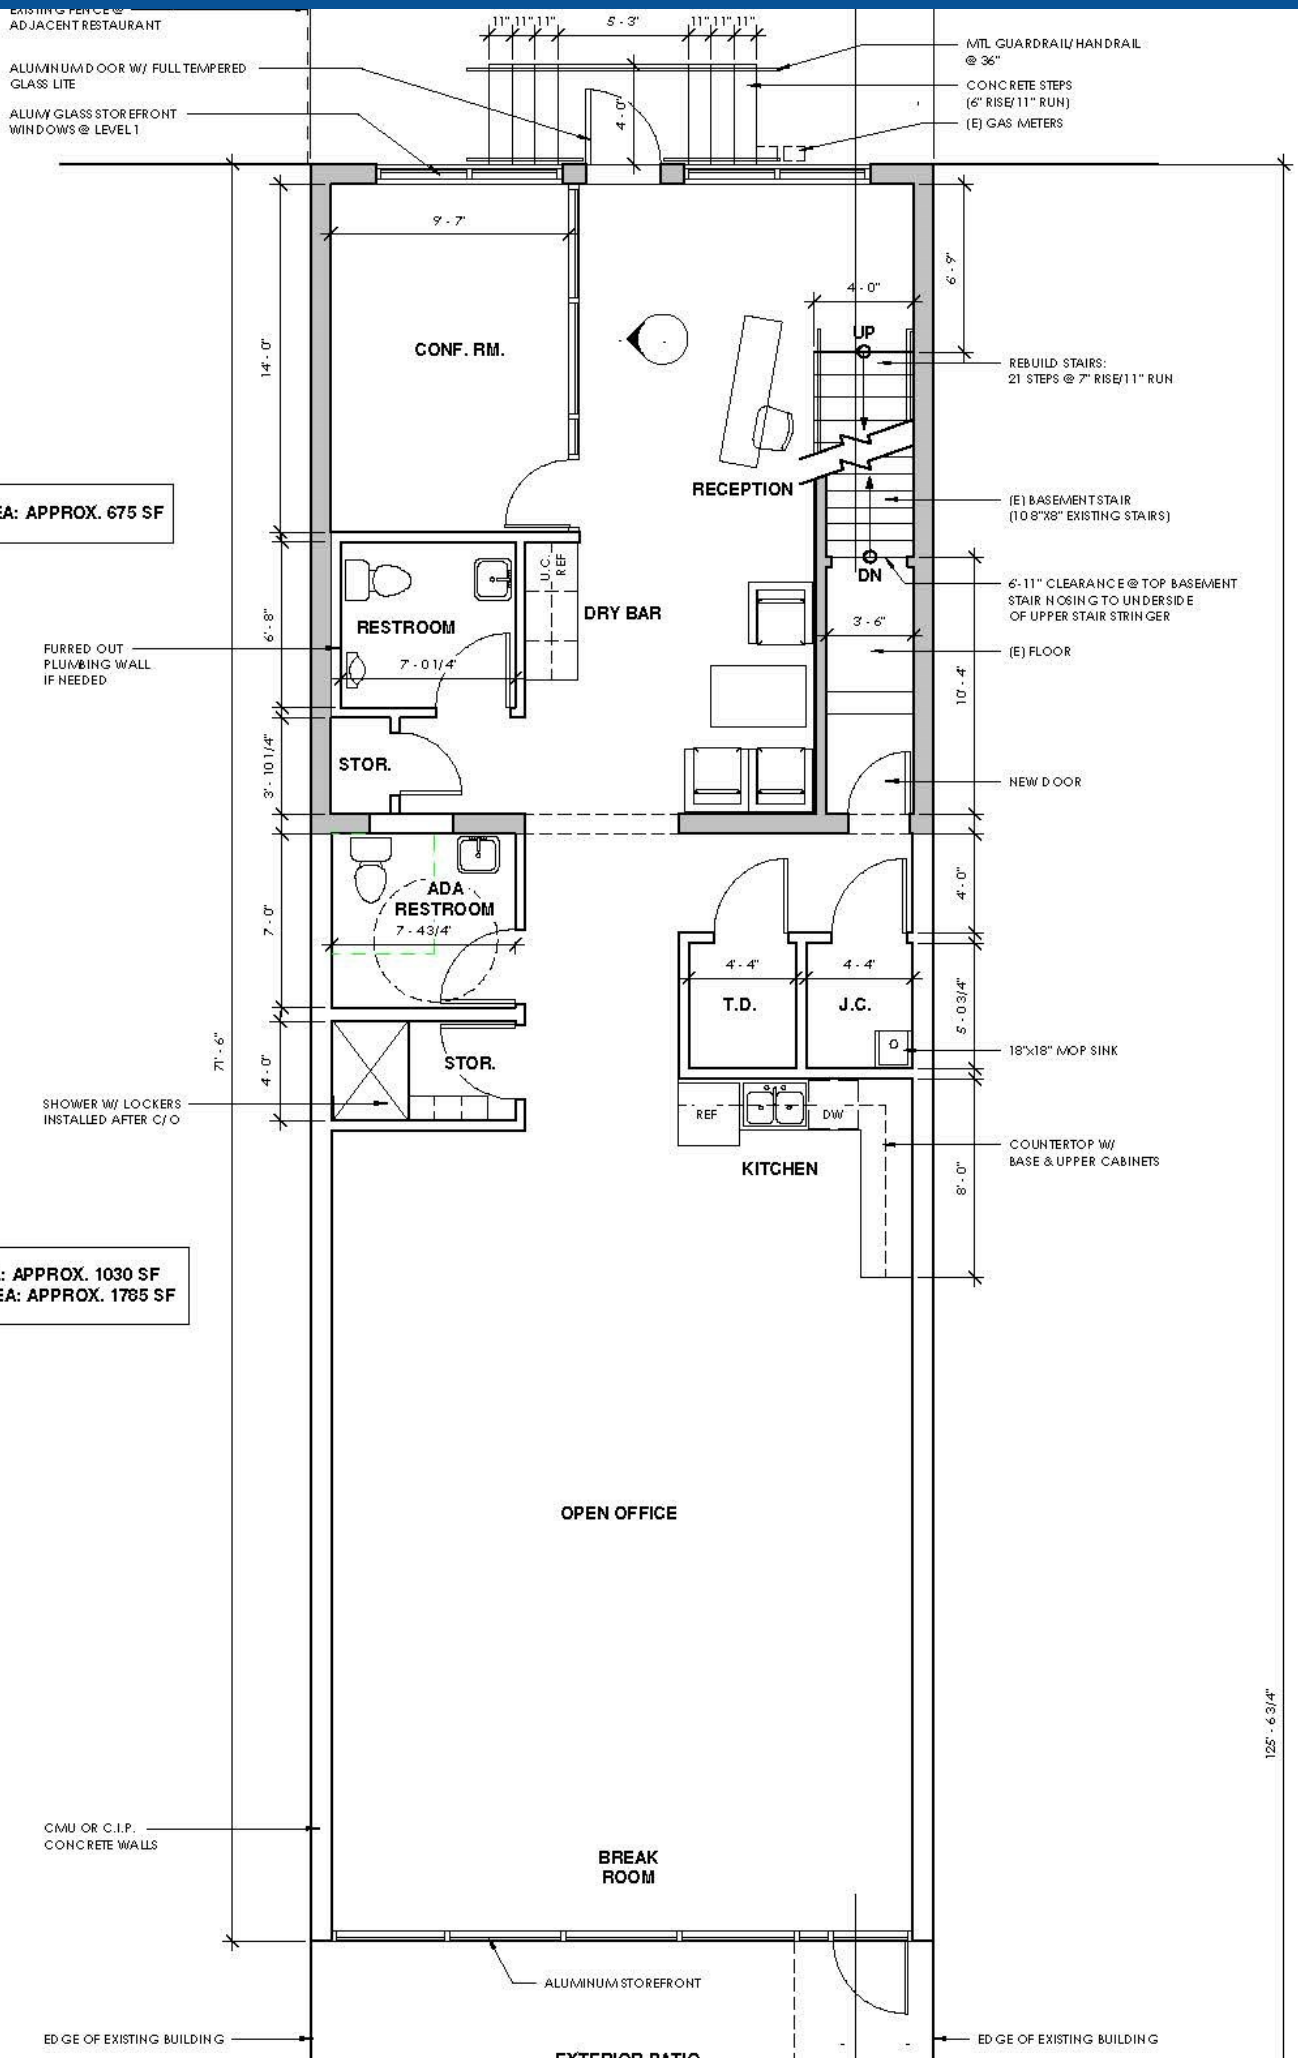 EXISTING FENCE @
ADJACENT RESTAURANT
ALUMINUM DOOR W/ FULL TEMPERED
GLASS LITE
ALUM/GLASS STOREFRONT
WINDOWS @ LEVEL 1
11" 11" 11"
5' - 3"
11" 11" 11"
4' - 0"
MTL GUARDRAIL/HANDRAIL
@ 36"
CONCRETE STEPS
(6" RISE/11" RUN)
(E) GAS METERS
9' - 7"
14' - 0"
CONF. RM.
4' - 0"
6' - 9"
UP
REBUILD STAIRS:
21 STEPS @ 7" RISE/11" RUN
RECEPTION
(E) BASEMENT STAIR
(10 8"X8" EXISTING STAIRS)
EA: APPROX. 675 SF
U.C.
REF
DN
6'-11" CLEARANCE @ TOP BASEMENT
STAIR NOSING TO UNDERSIDE
OF UPPER STAIR STRINGER
DRY BAR
RESTROOM
6' - 8"
3' - 6"
FURRED OUT
PLUMBING WALL
IF NEEDED
7' - 0 1/4"
(E) FLOOR
10' - 4"
STOR.
3' - 10 1/4"
NEW DOOR
ADA
RESTROOM
7' - 4 3/4"
7' - 0"
4' - 0"
4' - 4"
4' - 4"
T.D.
J.C.
5' - 0 3/4"
71' - 6"
18"x18" MOP SINK
STOR.
4' - 0"
SHOWER W/ LOCKERS
INSTALLED AFTER C/O
REF
DW
KITCHEN
COUNTERTOP W/
BASE & UPPER CABINETS
8' - 0"
: APPROX. 1030 SF
EA: APPROX. 1785 SF
OPEN OFFICE
125' - 6 3/4"
CMU OR C.I.P.
CONCRETE WALLS
BREAK
ROOM
ALUMINUM STOREFRONT
EDGE OF EXISTING BUILDING
EDGE OF EXISTING BUILDING
EXTERIOR PATIO